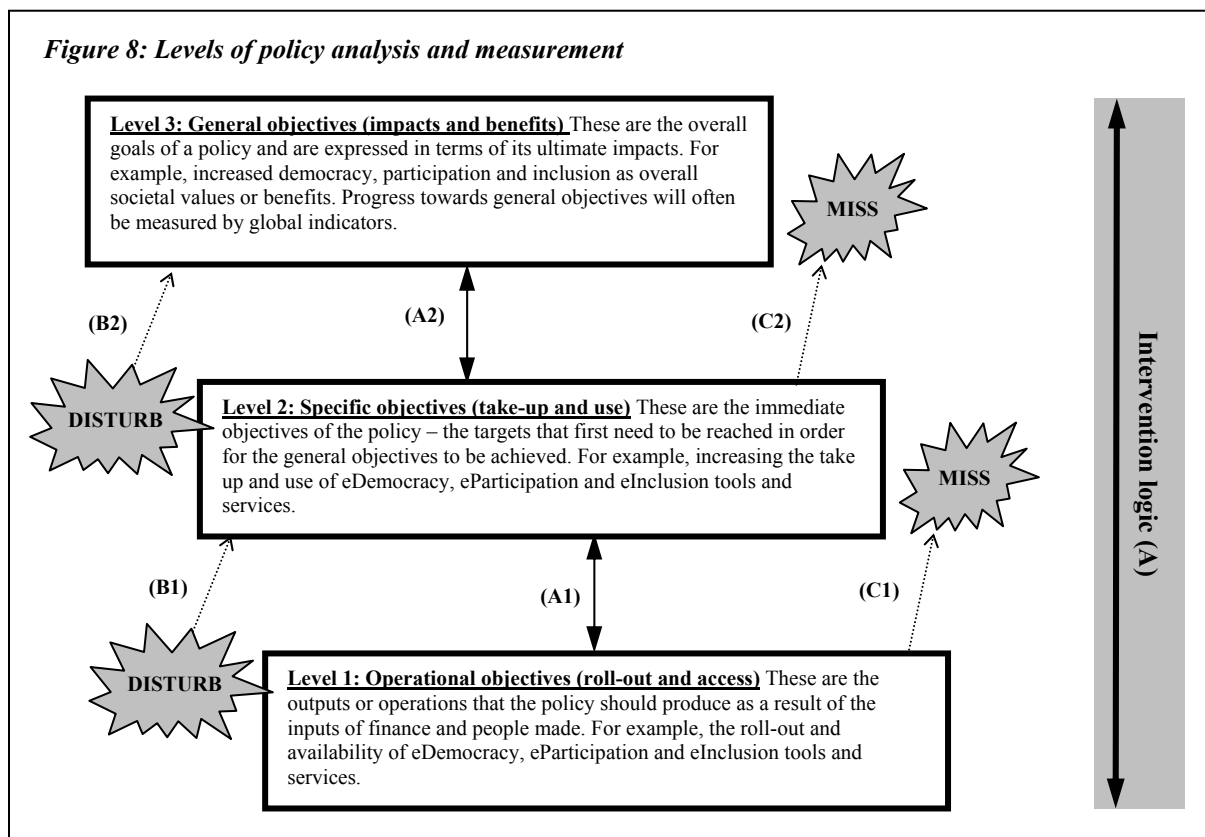 Figure 8: Levels of policy analysis and measurement
Level 3: General objectives (impacts and benefits) These are the overall
goals of a policy and are expressed in terms of its ultimate impacts. For
example, increased democracy, participation and inclusion as overall
societal values or benefits. Progress towards general objectives will often
be measured by global indicators.
MISS
(B2)
(A2)
(C2)
DISTURB
Level 2: Specific objectives (take-up and use) These are the immediate
objectives of the policy – the targets that first need to be reached in order
for the general objectives to be achieved. For example, increasing the take
up and use of eDemocracy, eParticipation and eInclusion tools and
services.
MISS
(B1)
(A1)
(C1)
DISTURB
Level 1: Operational objectives (roll-out and access) These are the
outputs or operations that the policy should produce as a result of the
inputs of finance and people made. For example, the roll-out and
availability of eDemocracy, eParticipation and eInclusion tools and
services.
Intervention logic (A)